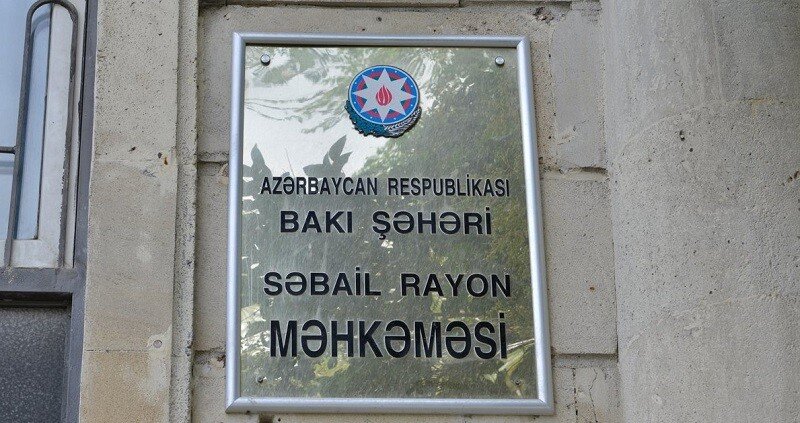 AZƏRBAYCAN RESPUBLİKASI
BAKI ŞƏHƏRİ
SƏBAİL RAYON
MƏHKƏMƏSİ